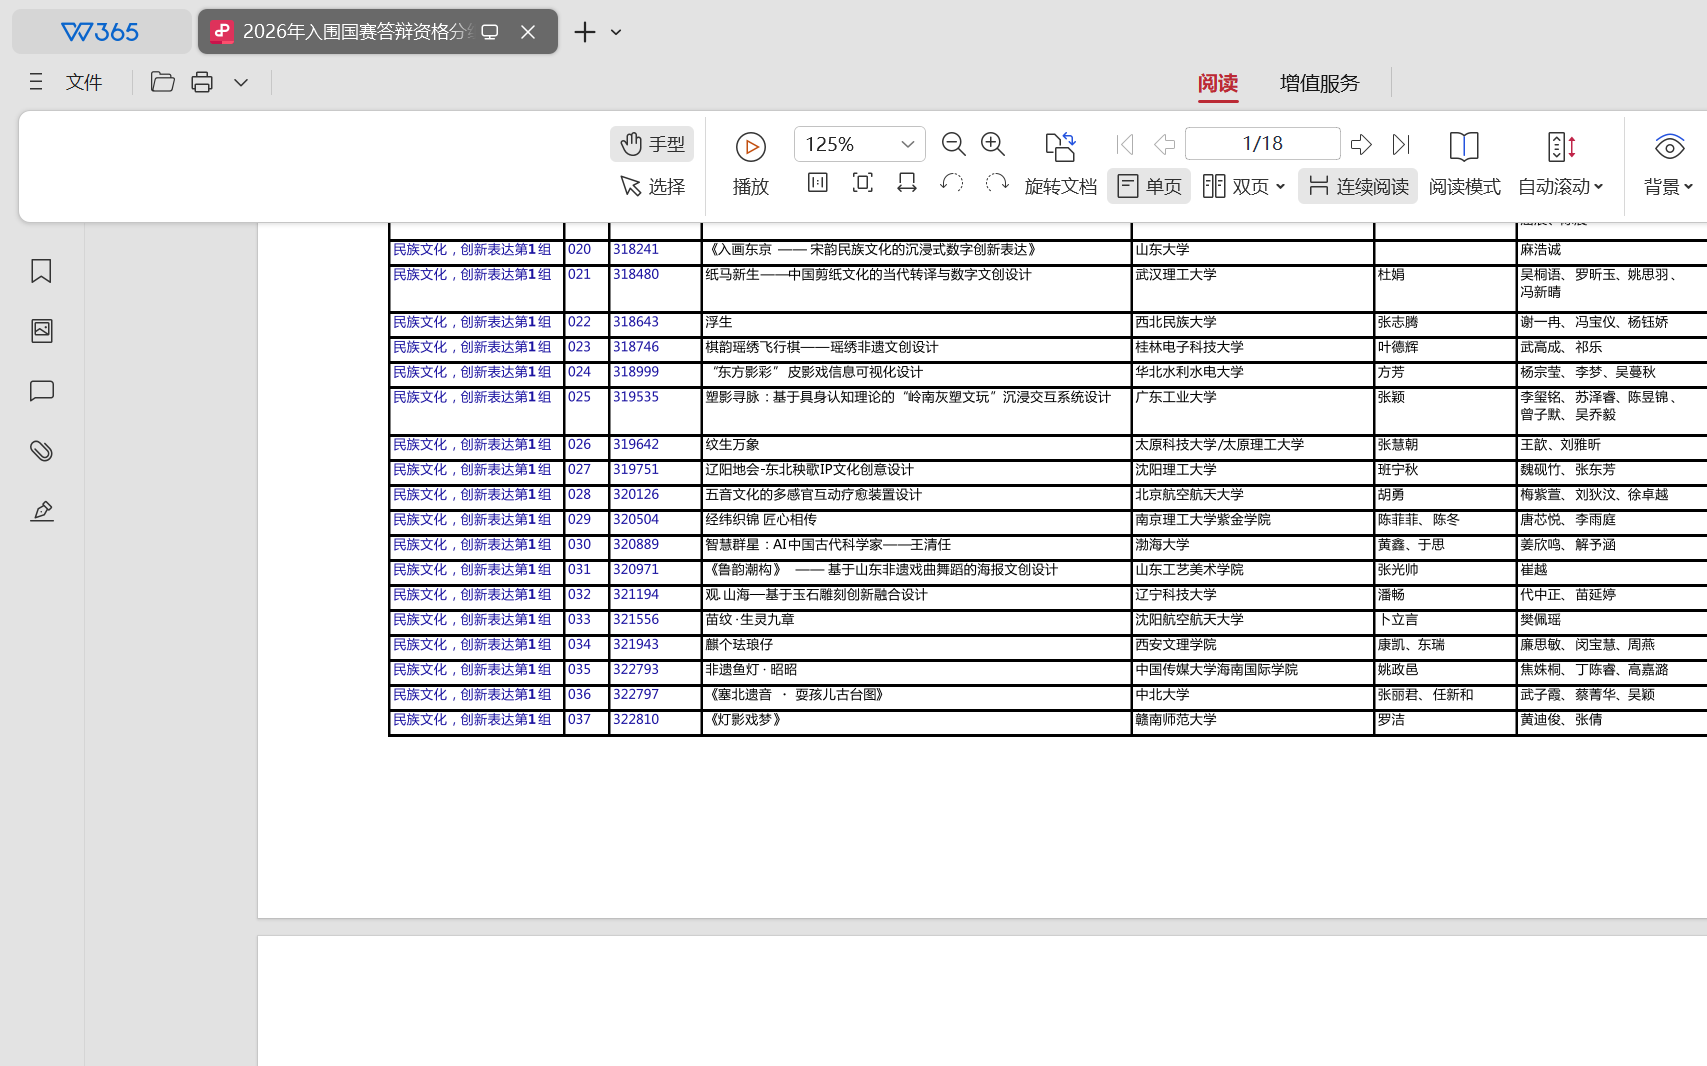 W365 2026年入围国赛答辩资格分
文件 阅读 增值服务
手型 125% 1/18
选择 播放 旋转文档 单页 双页 连续阅读 阅读模式 自动滚动 背景
民族文化，创新表达第1组 020 318241 《入画东京 —— 宋韵民族文化的沉浸式数字创新表达》 山东大学 麻浩诚
民族文化，创新表达第1组 021 318480 纸马新生——中国剪纸文化的当代转译与数字文创设计 武汉理工大学 杜娟 吴桐语、罗昕玉、姚思羽、
冯新晴
民族文化，创新表达第1组 022 318643 浮生 西北民族大学 张志腾 谢一冉、冯宝仪、杨钰娇
民族文化，创新表达第1组 023 318746 棋韵瑶绣飞行棋——瑶绣非遗文创设计 桂林电子科技大学 叶德辉 武高成、祁乐
民族文化，创新表达第1组 024 318999 “东方影彩”皮影戏信息可视化设计 华北水利水电大学 方芳 杨宗莹、李梦、吴蔓秋
民族文化，创新表达第1组 025 319535 塑影寻脉：基于具身认知理论的“岭南灰塑文玩”沉浸交互系统设计 广东工业大学 张颖 李玺铭、苏泽睿、陈昱锦、
曾子默、吴乔毅
民族文化，创新表达第1组 026 319642 纹生万象 太原科技大学/太原理工大学 张慧朝 王歆、刘雅昕
民族文化，创新表达第1组 027 319751 辽阳地会-东北秧歌IP文化创意设计 沈阳理工大学 班宁秋 魏砚竹、张东芳
民族文化，创新表达第1组 028 320126 五音文化的多感官互动疗愈装置设计 北京航空航天大学 胡勇 梅紫萱、刘狄汶、徐卓越
民族文化，创新表达第1组 029 320504 经纬织锦 匠心相传 南京理工大学紫金学院 陈菲菲、陈冬 唐芯悦、李雨庭
民族文化，创新表达第1组 030 320889 智慧群星：AI中国古代科学家——王清任 渤海大学 黄鑫、于思 姜欣鸣、解予涵
民族文化，创新表达第1组 031 320971 《鲁韵潮构》 —— 基于山东非遗戏曲舞蹈的海报文创设计 山东工艺美术学院 张光帅 崔越
民族文化，创新表达第1组 032 321194 观.山海—基于玉石雕刻创新融合设计 辽宁科技大学 潘畅 代中正、苗延婷
民族文化，创新表达第1组 033 321556 苗纹·生灵九章 沈阳航空航天大学 卜立言 樊佩瑶
民族文化，创新表达第1组 034 321943 麒个珐琅仔 西安文理学院 康凯、东瑞 廉思敏、闵宝慧、周燕
民族文化，创新表达第1组 035 322793 非遗鱼灯·昭昭 中国传媒大学海南国际学院 姚政邑 焦姝桐、丁陈睿、高嘉潞
民族文化，创新表达第1组 036 322797 《塞北遗音 · 耍孩儿古台图》 中北大学 张丽君、任新和 武子霞、蔡菁华、吴颖
民族文化，创新表达第1组 037 322810 《灯影戏梦》 赣南师范大学 罗洁 黄迪俊、张倩